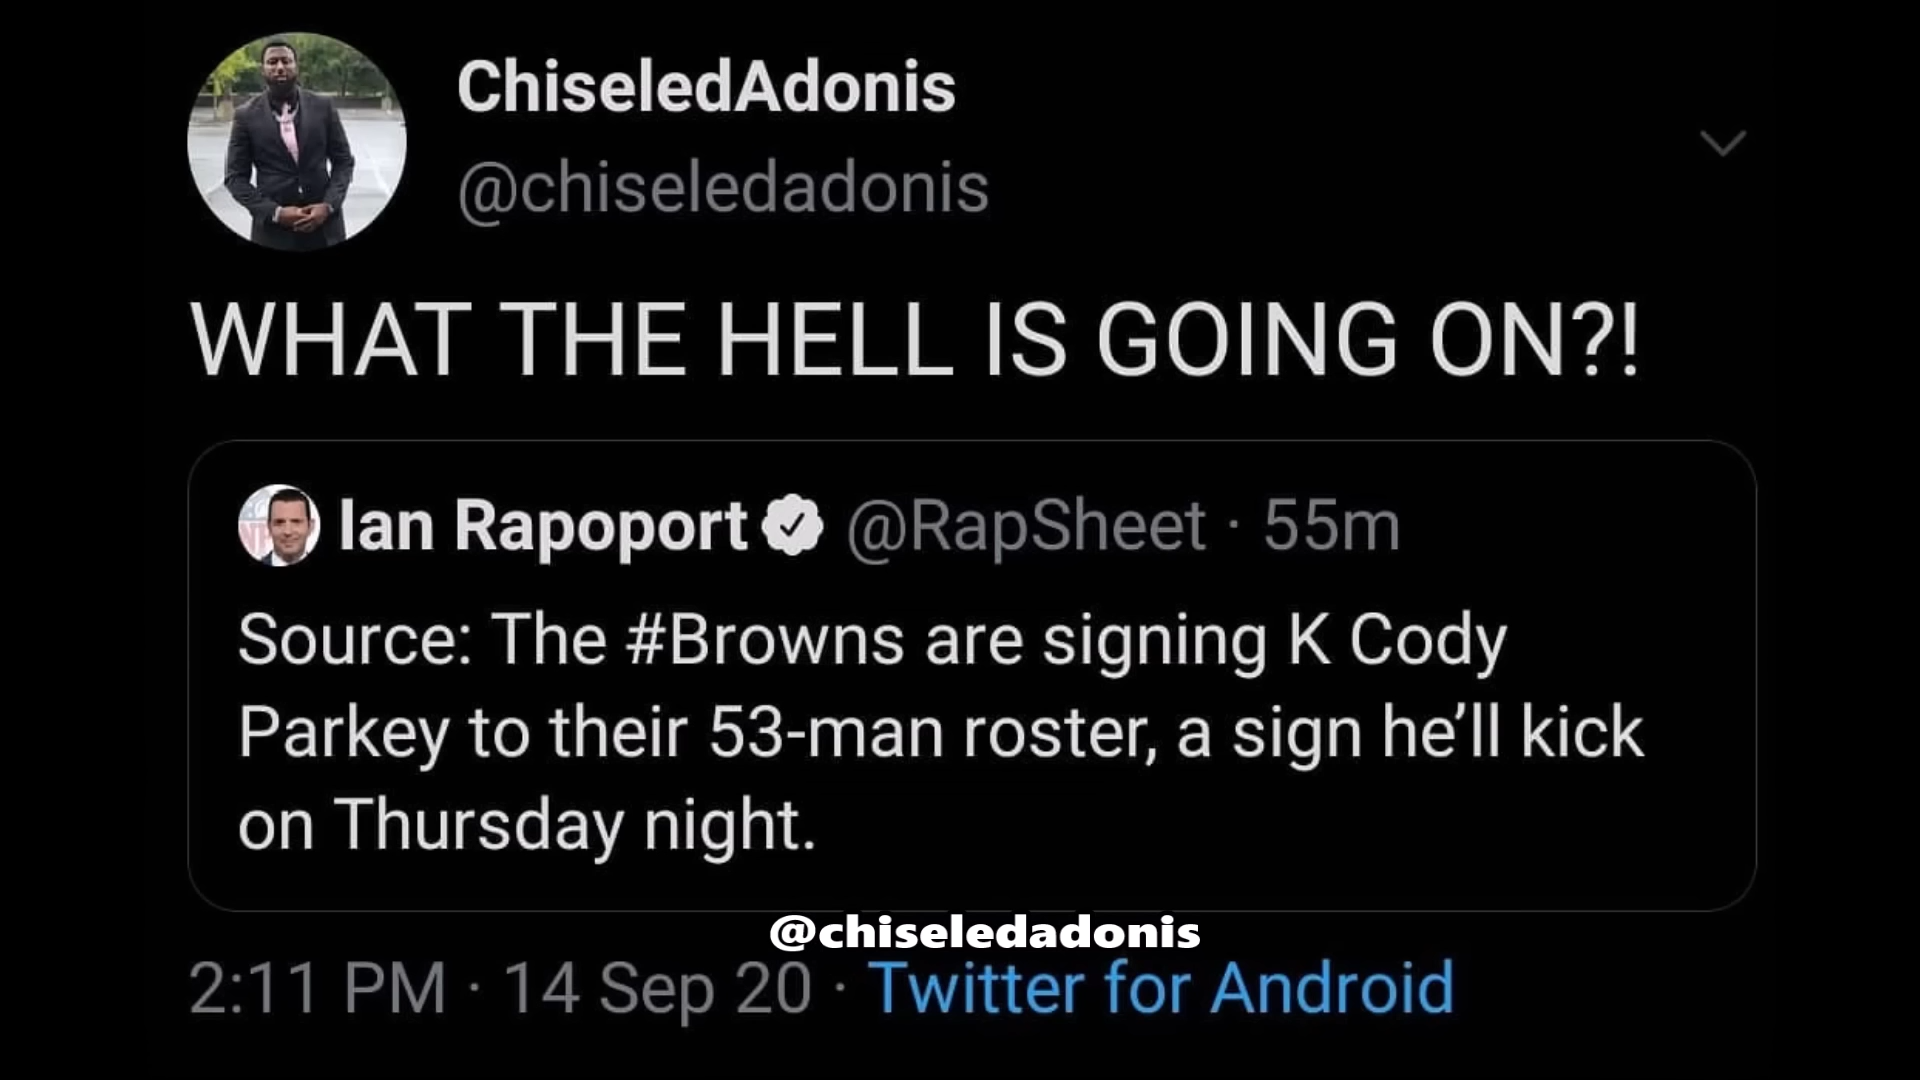 ChiseledAdonis
@chiseledadonis
WHAT THE HELL IS GOING ON?!
Ian Rapoport @RapSheet · 55m
Source: The #Browns are signing K Cody
Parkey to their 53-man roster, a sign he’ll kick
on Thursday night.
@chiseledadonis
2:11 PM · 14 Sep 20 · Twitter for Android